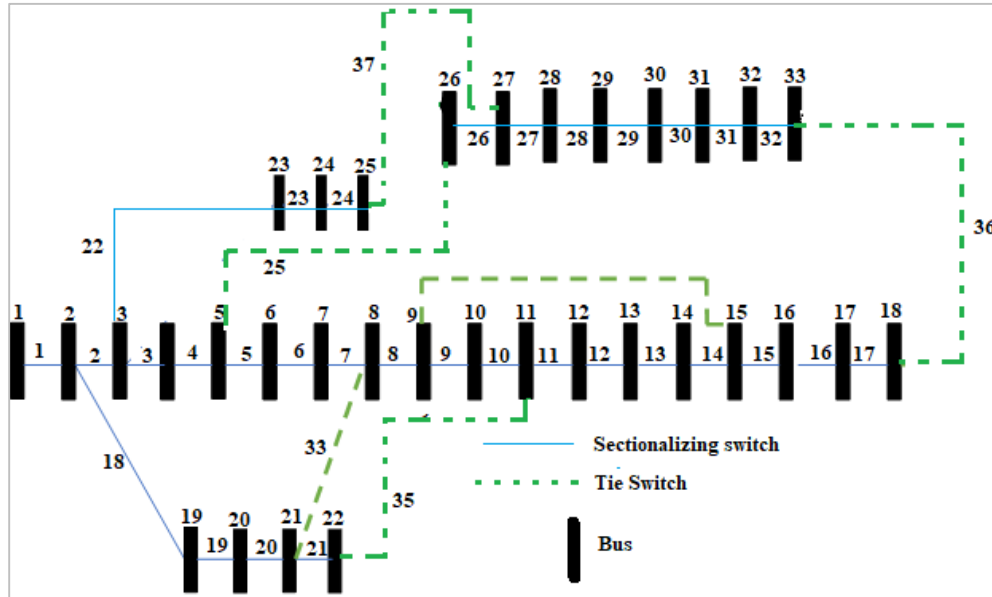 37
26 27 28 29 30 31 32 33
26 27 28 29 30 31 32
23 24 25
23 24
22
36
25
1 2 3 5 6 7 8 9 10 11 12 13 14 15 16 17 18
1 2 3 4 5 6 7 8 9 10 11 12 13 14 15 16 17
33
Sectionalizing switch
18
Tie Switch
35
19 20 21 22
19 20 21
Bus